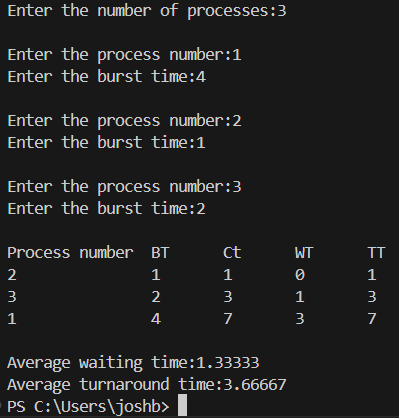 Enter the number of processes:3
Enter the process number:1
Enter the burst time:4
Enter the process number:2
Enter the burst time:1
Enter the process number:3
Enter the burst time:2
Process number BT Ct WT TT
2 1 1 0 1
3 2 3 1 3
1 4 7 3 7
Average waiting time:1.33333
Average turnaround time:3.66667
PS C:\Users\joshb>